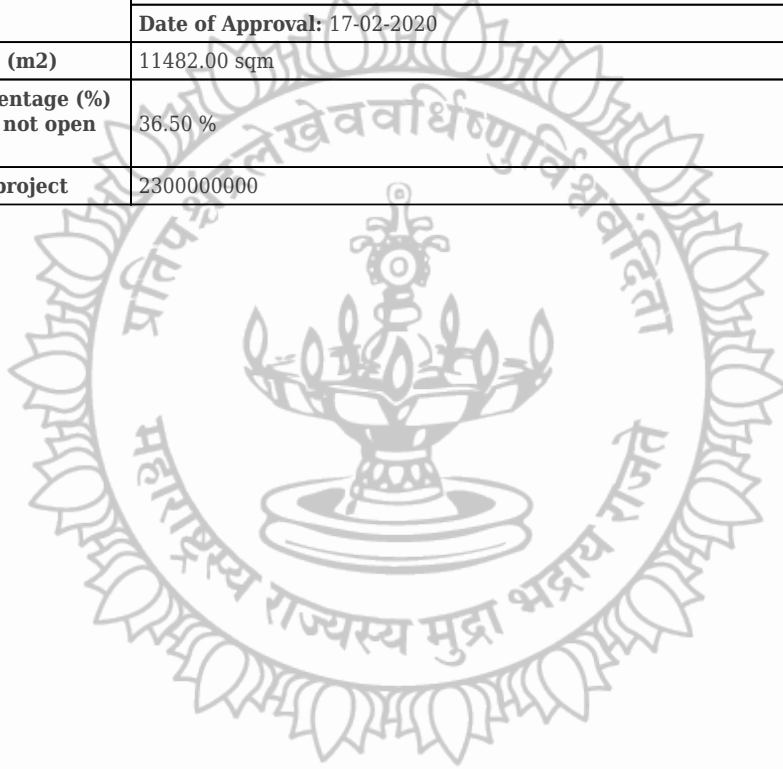 Date of Approval: 17-02-2020
(m2) 11482.00 sqm
entage (%)
not open 36.50 %
project 2300000000
प्रतिपच्चंद्रलेखेव वर्धिष्णुर्विश्ववंदिता
महाराष्ट्रस्य राज्यस्य मुद्रा भद्राय राजते